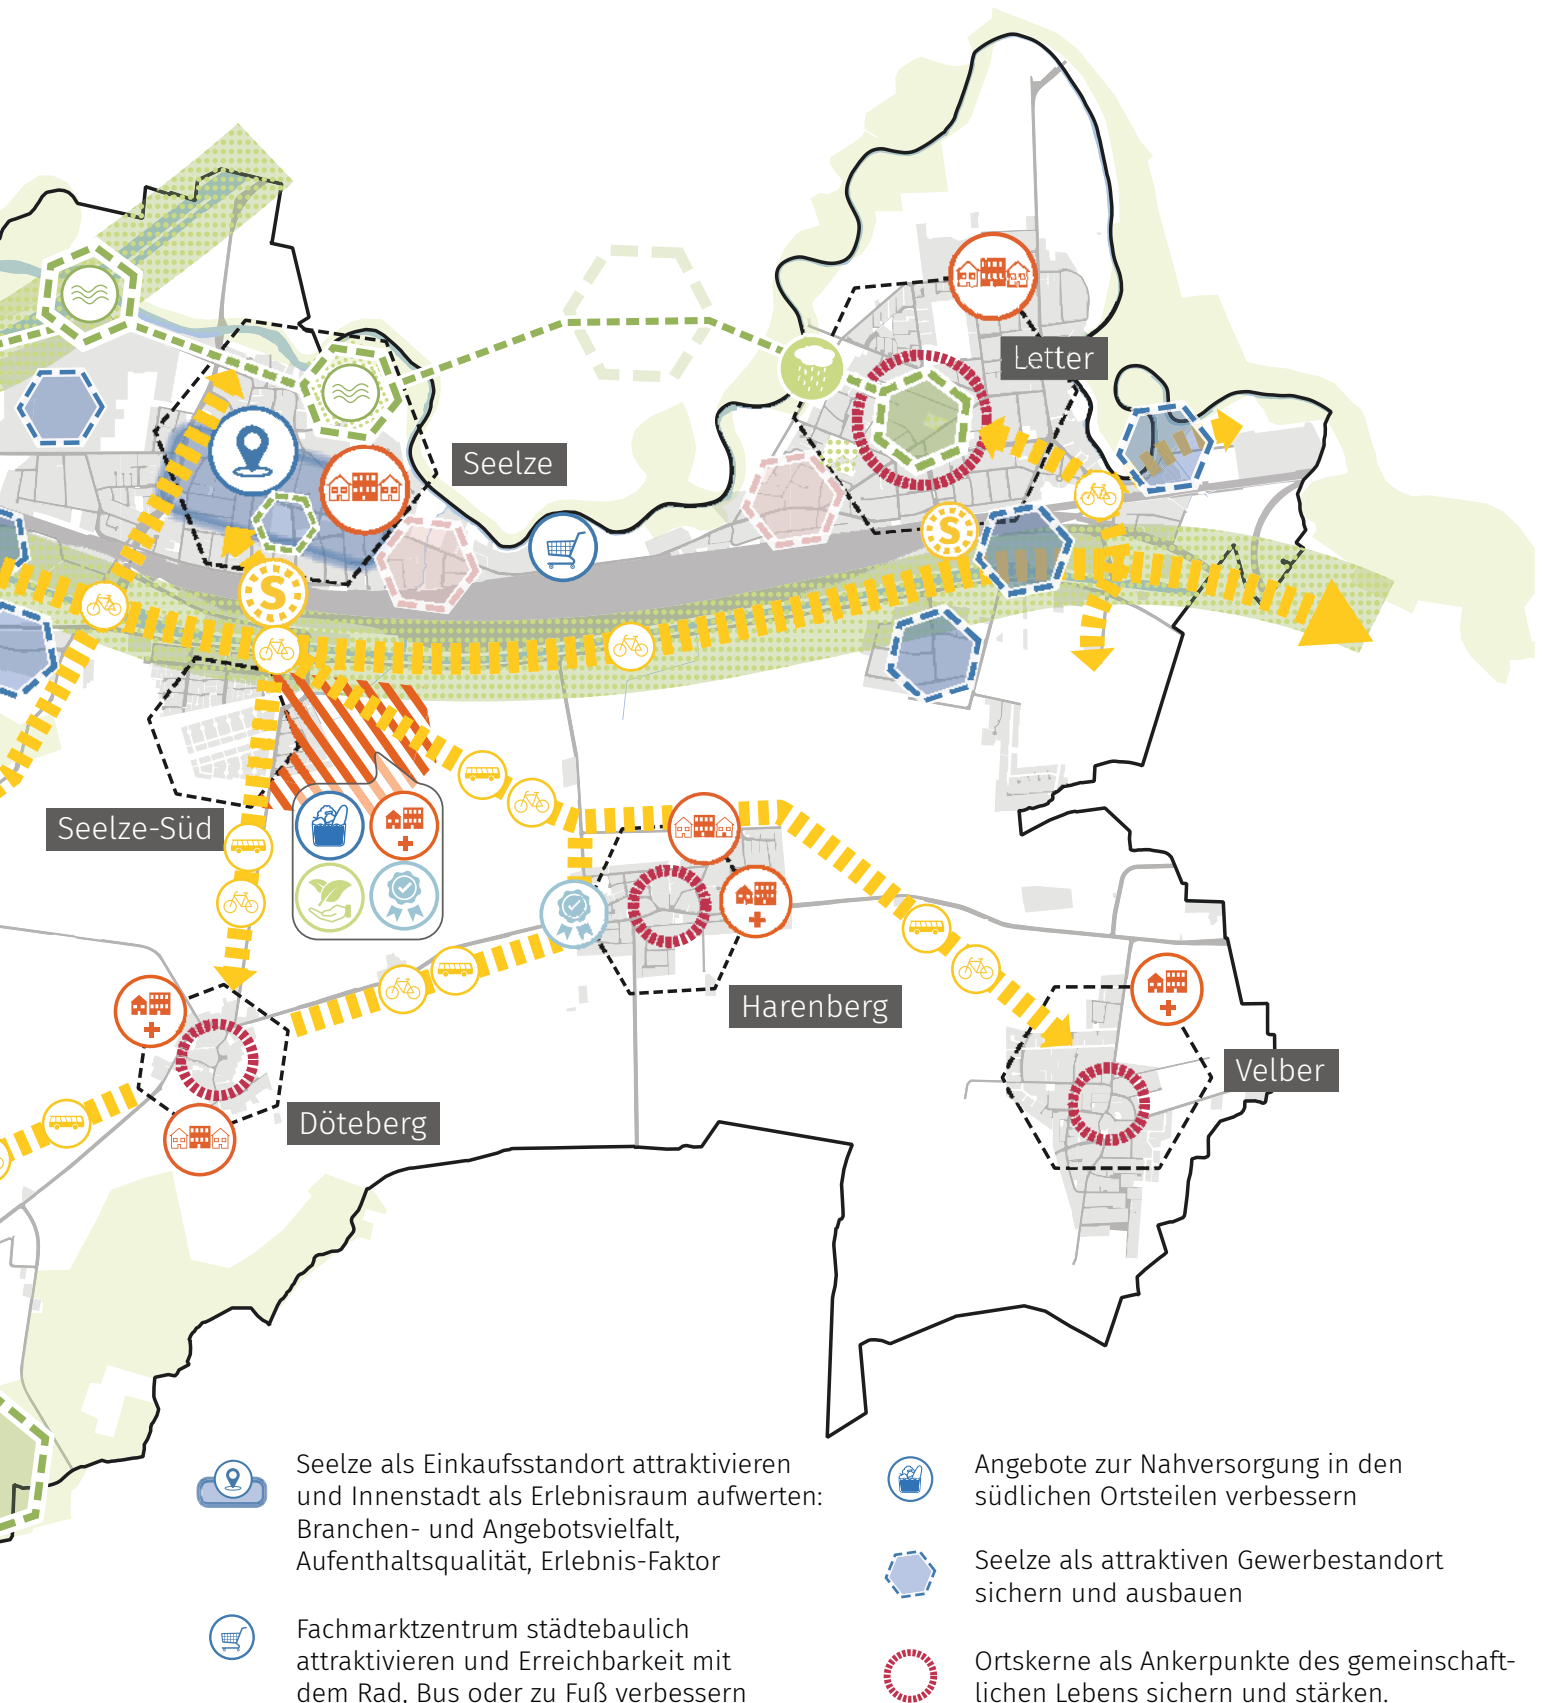 Letter
Seelze
S
S
Seelze-Süd
Harenberg
Velber
Döteberg
Seelze als Einkaufsstandort attraktivieren
und Innenstadt als Erlebnisraum aufwerten:
Branchen- und Angebotsvielfalt,
Aufenthaltsqualität, Erlebnis-Faktor
Fachmarktzentrum städtebaulich
attraktivieren und Erreichbarkeit mit
dem Rad, Bus oder zu Fuß verbessern
Angebote zur Nahversorgung in den
südlichen Ortsteilen verbessern
Seelze als attraktiven Gewerbestandort
sichern und ausbauen
Ortskerne als Ankerpunkte des gemeinschaft-
lichen Lebens sichern und stärken.